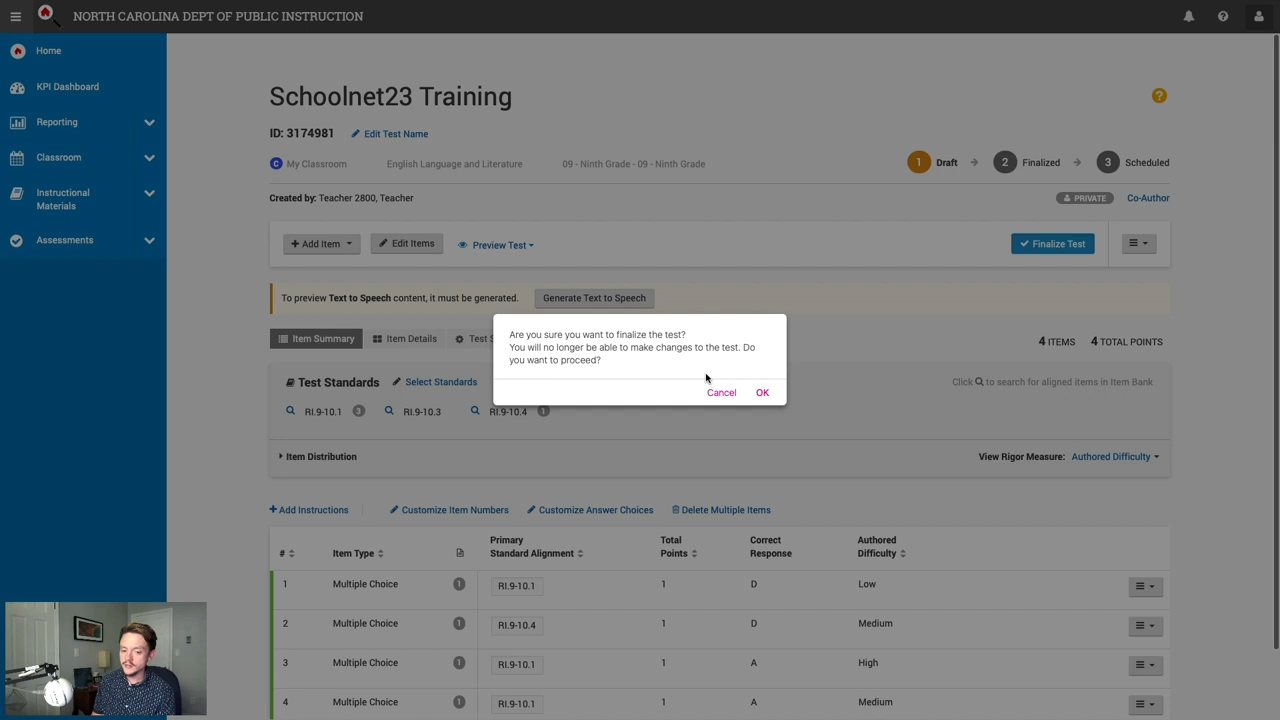 NORTH CAROLINA DEPT OF PUBLIC INSTRUCTION
Home
KPI Dashboard
Reporting
Classroom
Instructional
Materials
Assessments
Schoolnet23 Training
ID: 3174981 Edit Test Name
C My Classroom English Language and Literature 09 - Ninth Grade - 09 - Ninth Grade 1 Draft 2 Finalized 3 Scheduled
Created by: Teacher 2800, Teacher PRIVATE Co-Author
+ Add Item Edit Items Preview Test Finalize Test
To preview Text to Speech content, it must be generated. Generate Text to Speech
Item Summary Item Details Test S 4 ITEMS 4 TOTAL POINTS
Are you sure you want to finalize the test?
You will no longer be able to make changes to the test. Do
you want to proceed?
Cancel OK
Test Standards Select Standards Click to search for aligned items in Item Bank
RI.9-10.1 3 RI.9-10.3 RI.9-10.4 1
Item Distribution View Rigor Measure: Authored Difficulty
+ Add Instructions Customize Item Numbers Customize Answer Choices Delete Multiple Items
# Item Type Primary Standard Alignment Total Points Correct Response Authored Difficulty
1 Multiple Choice 1 RI.9-10.1 1 D Low
2 Multiple Choice 1 RI.9-10.4 1 D Medium
3 Multiple Choice 1 RI.9-10.1 1 A High
4 Multiple Choice 1 RI.9-10.1 1 A Medium